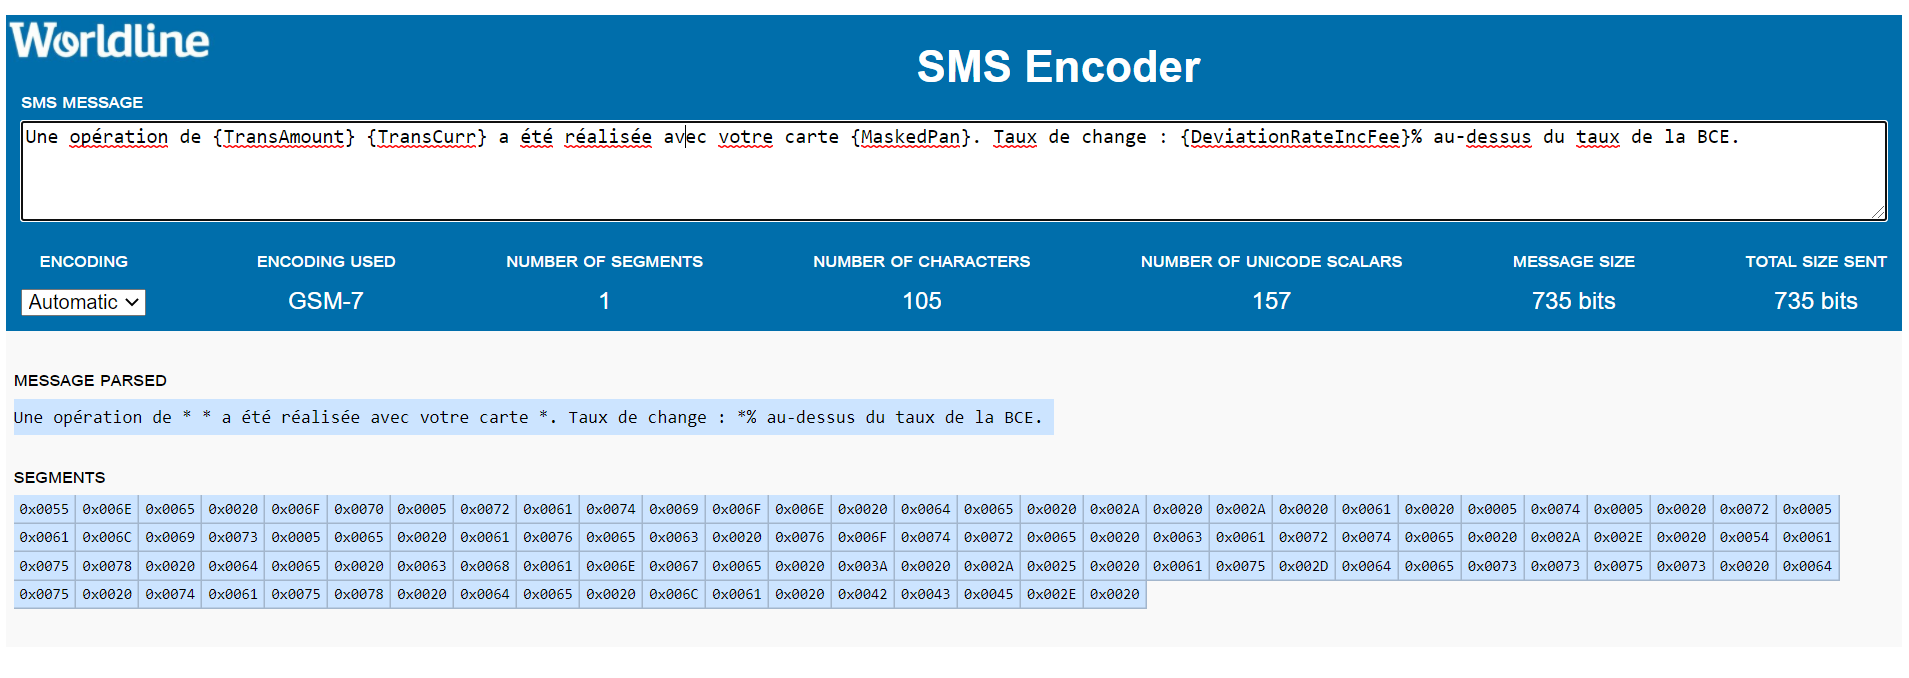 Worldline
SMS Encoder
SMS MESSAGE
Une opération de {TransAmount} {TransCurr} a été réalisée avec votre carte {MaskedPan}. Taux de change : {DeviationRateIncFee}% au-dessus du taux de la BCE.
ENCODING ENCODING USED NUMBER OF SEGMENTS NUMBER OF CHARACTERS NUMBER OF UNICODE SCALARS MESSAGE SIZE TOTAL SIZE SENT
Automatic GSM-7 1 105 157 735 bits 735 bits
MESSAGE PARSED
Une opération de * * a été réalisée avec votre carte *. Taux de change : *% au-dessus du taux de la BCE.
SEGMENTS
0x0055 0x006E 0x0065 0x0020 0x006F 0x0070 0x0005 0x0072 0x0061 0x0074 0x0069 0x006F 0x006E 0x0020 0x0064 0x0065 0x0020 0x002A 0x0020 0x002A 0x0020 0x0061 0x0020 0x0005 0x0074 0x0005 0x0020 0x0072 0x0005
0x0061 0x006C 0x0069 0x0073 0x0005 0x0065 0x0020 0x0061 0x0076 0x0065 0x0063 0x0020 0x0076 0x006F 0x0074 0x0072 0x0065 0x0020 0x0063 0x0061 0x0072 0x0074 0x0065 0x0020 0x002A 0x002E 0x0020 0x0054 0x0061
0x0075 0x0078 0x0020 0x0064 0x0065 0x0020 0x0063 0x0068 0x0061 0x006E 0x0067 0x0065 0x0020 0x003A 0x0020 0x002A 0x0025 0x0020 0x0061 0x0075 0x002D 0x0064 0x0065 0x0073 0x0073 0x0075 0x0073 0x0020 0x0064
0x0075 0x0020 0x0074 0x0061 0x0075 0x0078 0x0020 0x0064 0x0065 0x0020 0x006C 0x0061 0x0020 0x0042 0x0043 0x0045 0x002E 0x0020